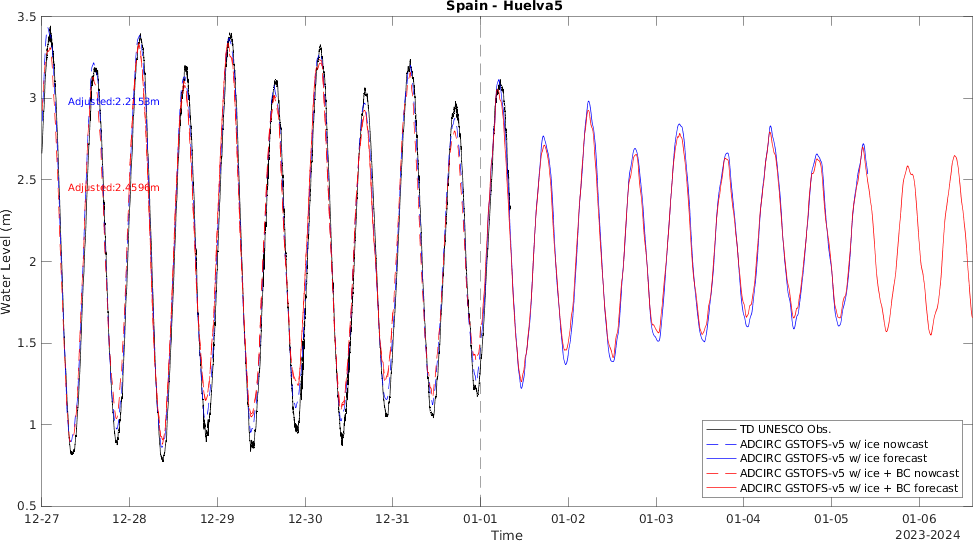 Spain - Huelva5
3.5
3
2.5
2
1.5
1
0.5
Water Level (m)
Adjusted:2.2153m
Adjusted:2.4596m
TD UNESCO Obs.
ADCIRC GSTOFS-v5 w/ ice nowcast
ADCIRC GSTOFS-v5 w/ ice forecast
ADCIRC GSTOFS-v5 w/ ice + BC nowcast
ADCIRC GSTOFS-v5 w/ ice + BC forecast
12-27 12-28 12-29 12-30 12-31 01-01 01-02 01-03 01-04 01-05 01-06
Time
2023-2024